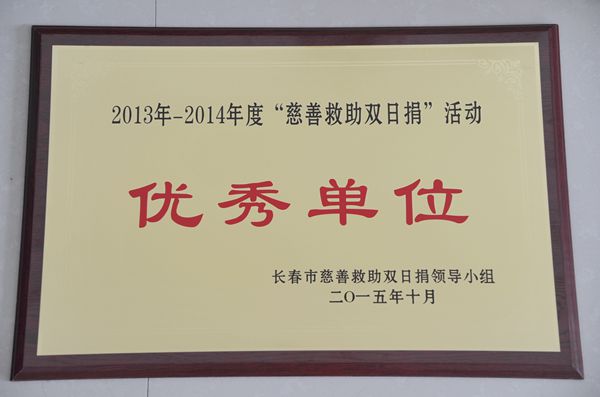 2013年-2014年度“慈善救助双日捐”活动
优秀单位
长春市慈善救助双日捐领导小组
二〇一五年十月